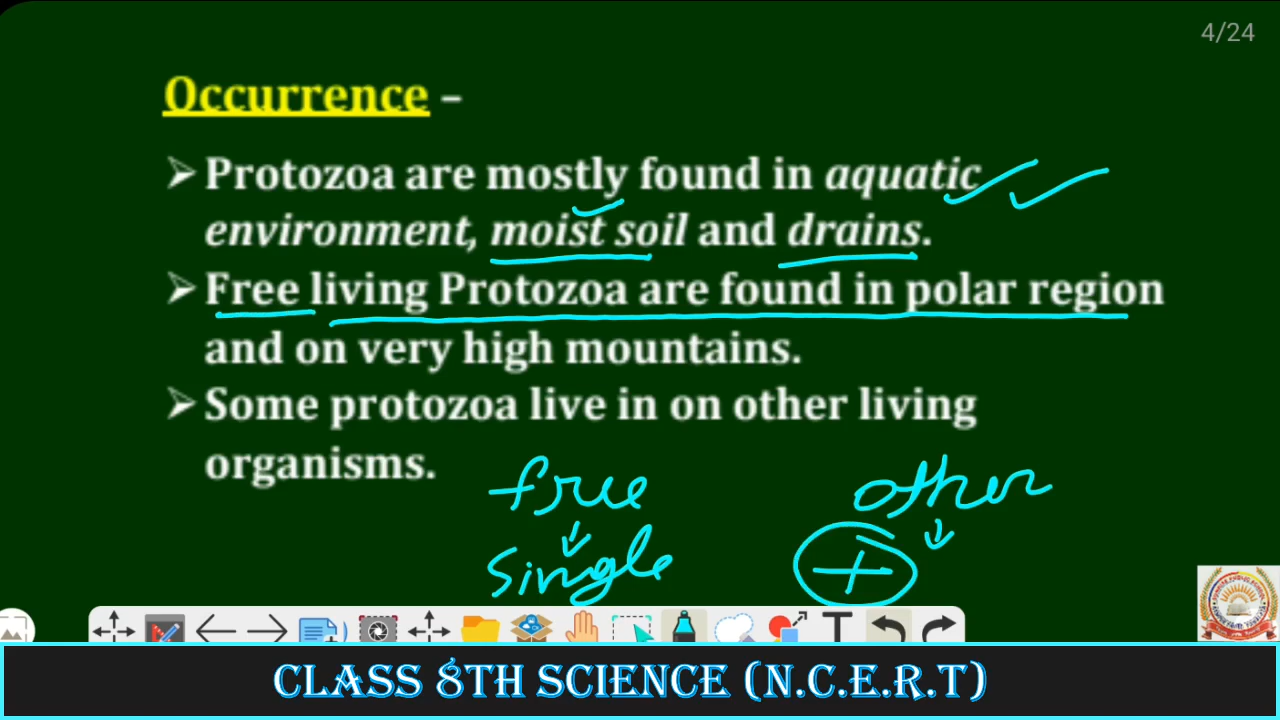 4/24
Occurrence –
➢ Protozoa are mostly found in aquatic
environment, moist soil and drains.
➢ Free living Protozoa are found in polar region
and on very high mountains.
➢ Some protozoa live in on other living
organisms.
free other
↓ ↓
single +
T
CLASS 8TH SCIENCE (N.C.E.R.T)